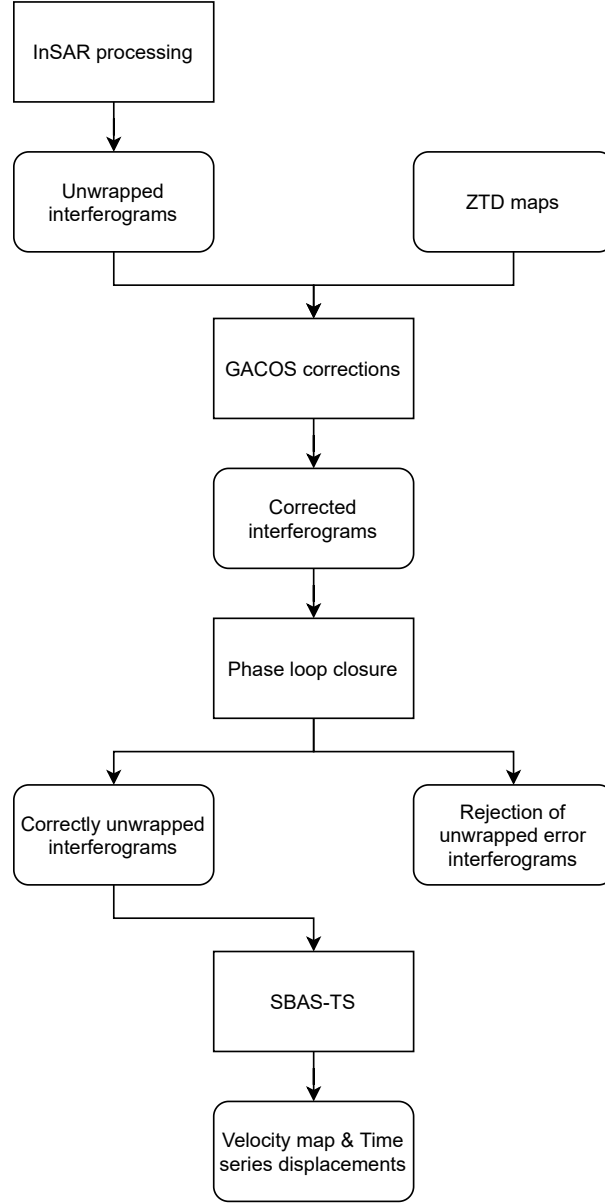 InSAR processing
Unwrapped
interferograms
ZTD maps
GACOS corrections
Corrected
interferograms
Phase loop closure
Correctly unwrapped
interferograms
Rejection of
unwrapped error
interferograms
SBAS-TS
Velocity map & Time
series displacements